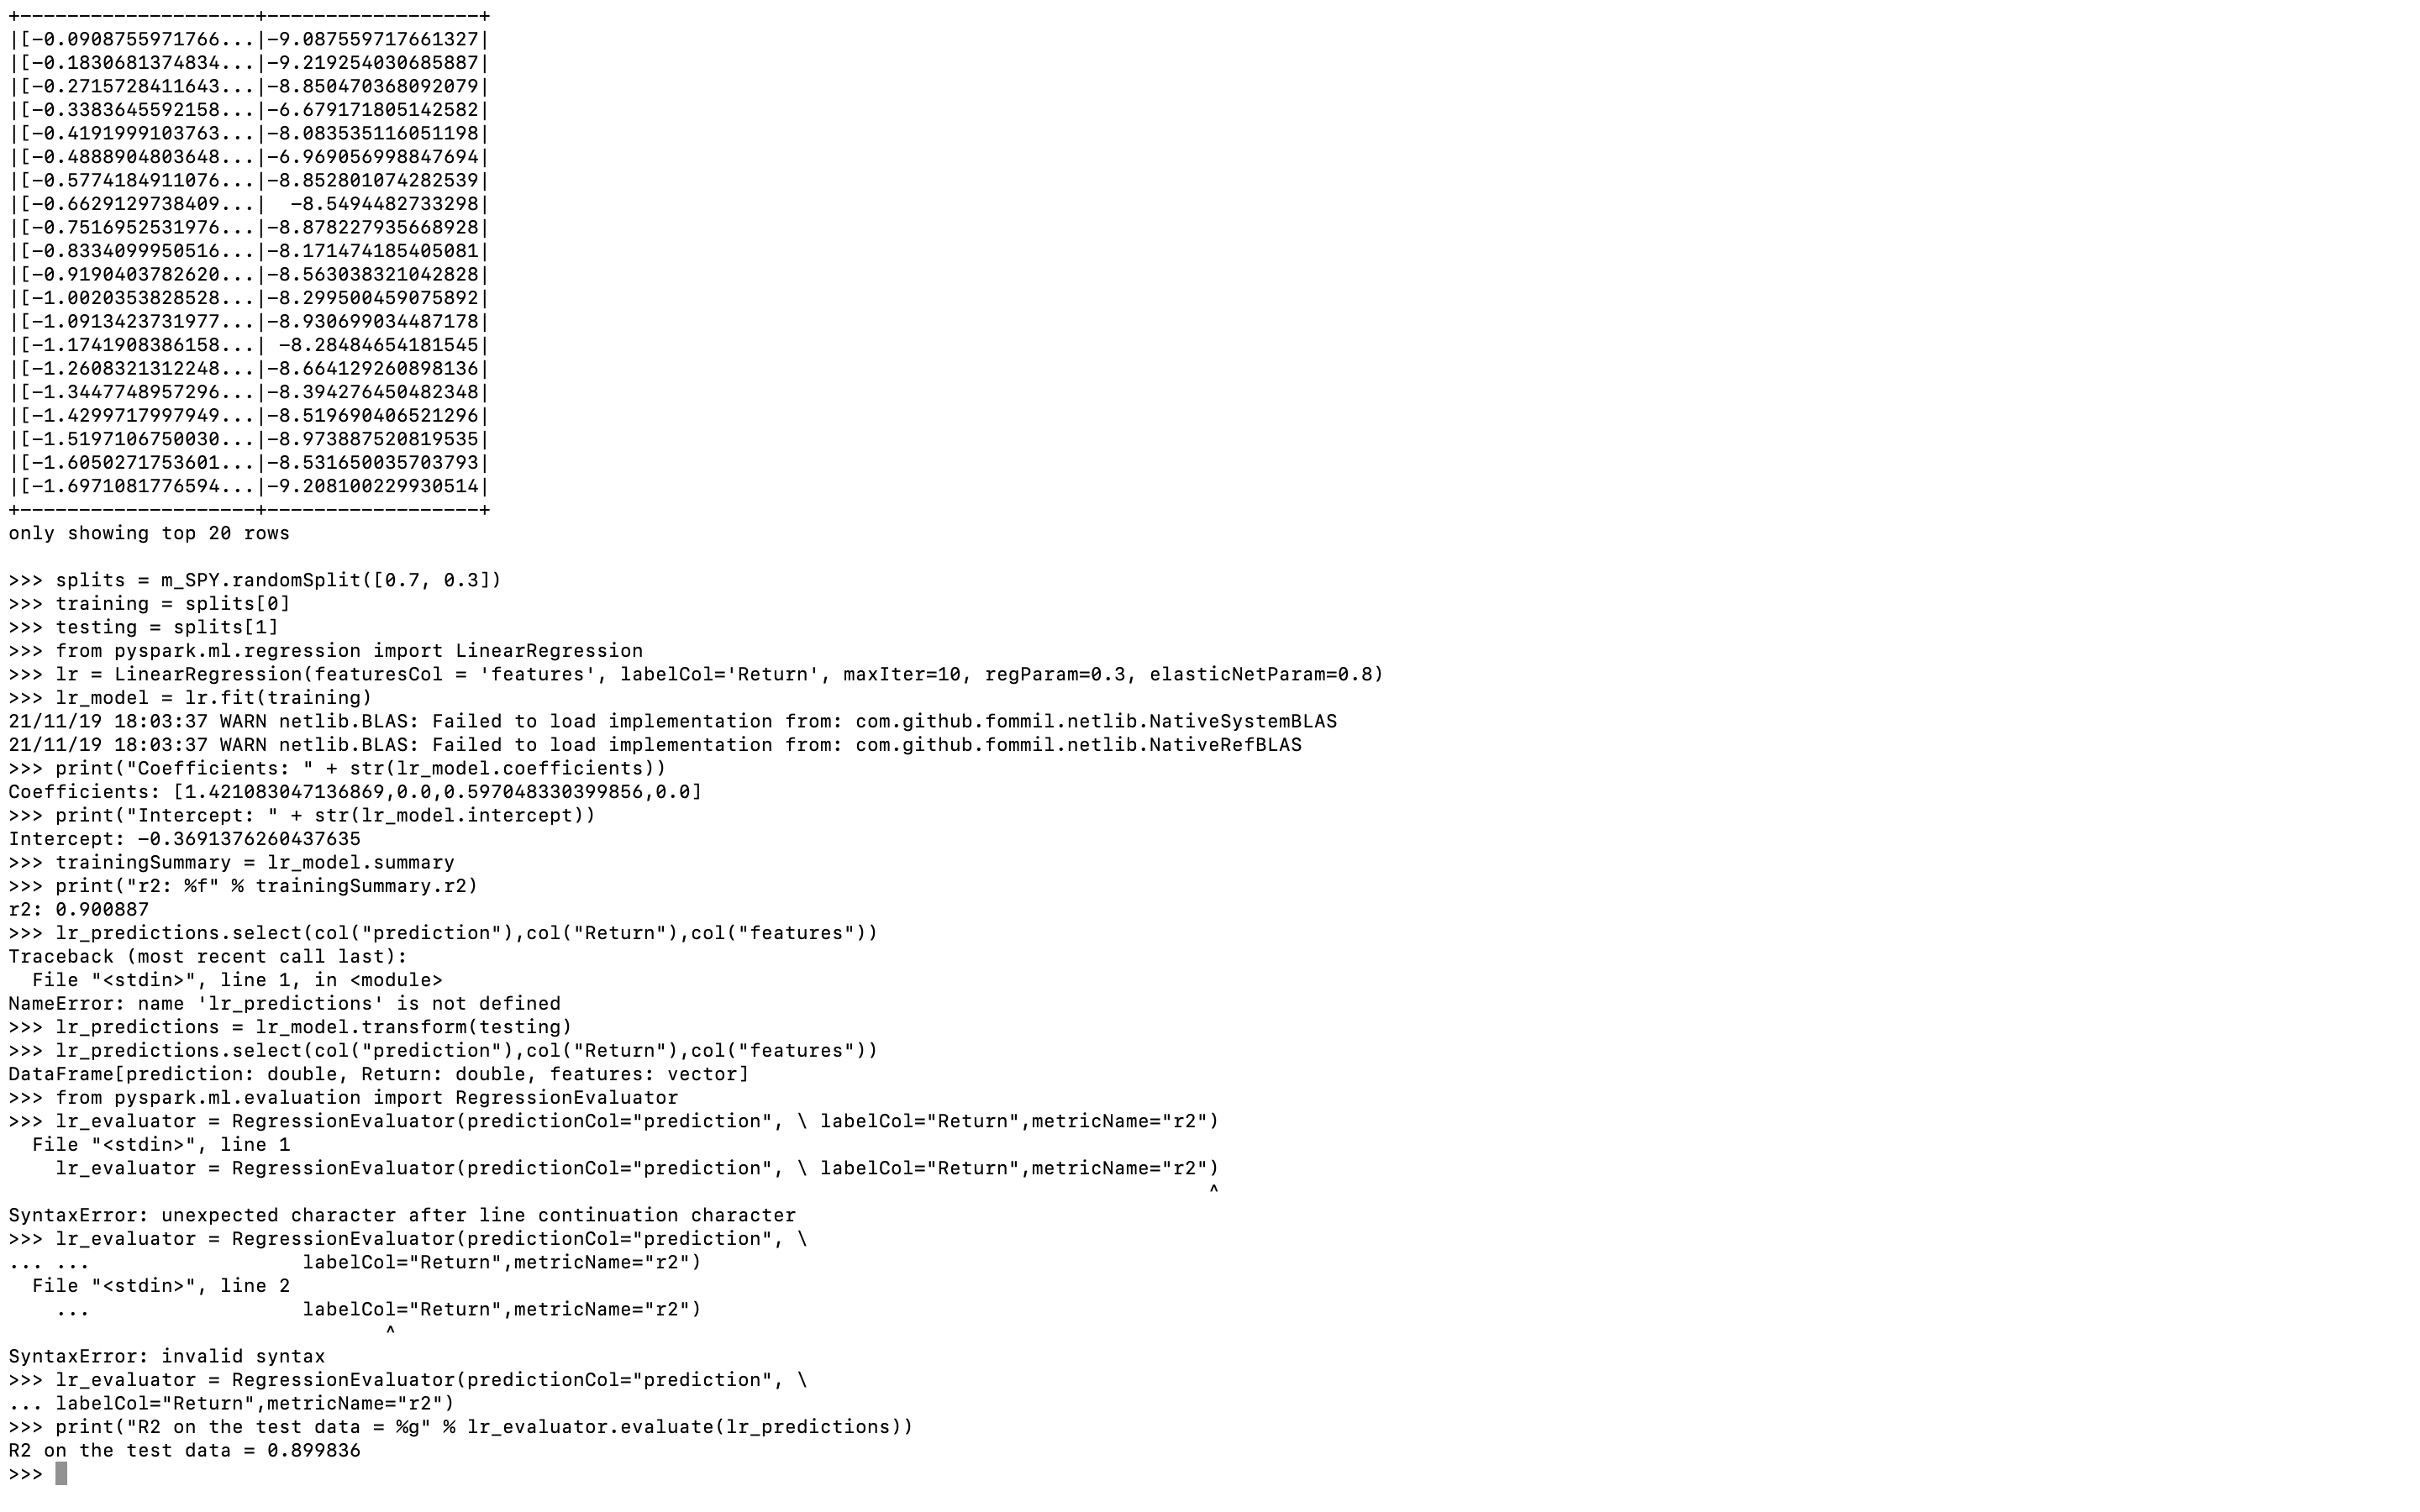 +--------------------+------------------+
|[-0.0908755971766...|-9.087559717661327|
|[-0.1830681374834...|-9.219254030685887|
|[-0.2715728411643...|-8.850470368092079|
|[-0.3383645592158...|-6.679171805142582|
|[-0.4191999103763...|-8.083535116051198|
|[-0.4888904803648...|-6.969056998847694|
|[-0.5774184911076...|-8.852801074282539|
|[-0.6629129738409...|  -8.5494482733298|
|[-0.7516952531976...|-8.878227935668928|
|[-0.8334099950516...|-8.171474185405081|
|[-0.9190403782620...|-8.563038321042828|
|[-1.0020353828528...|-8.299500459075892|
|[-1.0913423731977...|-8.930699034487178|
|[-1.1741908386158...| -8.28484654181545|
|[-1.2608321312248...|-8.664129260898136|
|[-1.3447748957296...|-8.394276450482348|
|[-1.4299717997949...|-8.519690406521296|
|[-1.5197106750030...|-8.973887520819535|
|[-1.6050271753601...|-8.531650035703793|
|[-1.6971081776594...|-9.208100229930514|
+--------------------+------------------+
only showing top 20 rows
>>> splits = m_SPY.randomSplit([0.7, 0.3])
>>> training = splits[0]
>>> testing = splits[1]
>>> from pyspark.ml.regression import LinearRegression
>>> lr = LinearRegression(featuresCol = 'features', labelCol='Return', maxIter=10, regParam=0.3, elasticNetParam=0.8)
>>> lr_model = lr.fit(training)
21/11/19 18:03:37 WARN netlib.BLAS: Failed to load implementation from: com.github.fommil.netlib.NativeSystemBLAS
21/11/19 18:03:37 WARN netlib.BLAS: Failed to load implementation from: com.github.fommil.netlib.NativeRefBLAS
>>> print("Coefficients: " + str(lr_model.coefficients))
Coefficients: [1.421083047136869,0.0,0.597048330399856,0.0]
>>> print("Intercept: " + str(lr_model.intercept))
Intercept: -0.3691376260437635
>>> trainingSummary = lr_model.summary
>>> print("r2: %f" % trainingSummary.r2)
r2: 0.900887
>>> lr_predictions.select(col("prediction"),col("Return"),col("features"))
Traceback (most recent call last):
  File "<stdin>", line 1, in <module>
NameError: name 'lr_predictions' is not defined
>>> lr_predictions = lr_model.transform(testing)
>>> lr_predictions.select(col("prediction"),col("Return"),col("features"))
DataFrame[prediction: double, Return: double, features: vector]
>>> from pyspark.ml.evaluation import RegressionEvaluator
>>> lr_evaluator = RegressionEvaluator(predictionCol="prediction", \ labelCol="Return",metricName="r2")
  File "<stdin>", line 1
    lr_evaluator = RegressionEvaluator(predictionCol="prediction", \ labelCol="Return",metricName="r2")
                                                                                                      ^
SyntaxError: unexpected character after line continuation character
>>> lr_evaluator = RegressionEvaluator(predictionCol="prediction", \
... ...                  labelCol="Return",metricName="r2")
  File "<stdin>", line 2
    ...                  labelCol="Return",metricName="r2")
                                ^
SyntaxError: invalid syntax
>>> lr_evaluator = RegressionEvaluator(predictionCol="prediction", \
... labelCol="Return",metricName="r2")
>>> print("R2 on the test data = %g" % lr_evaluator.evaluate(lr_predictions))
R2 on the test data = 0.899836
>>>